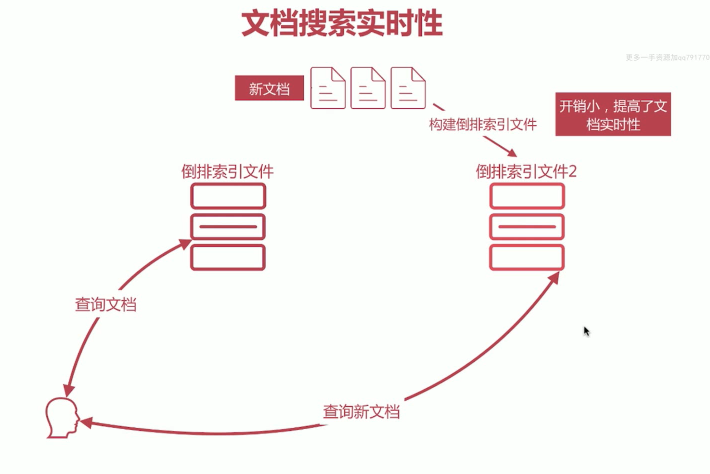 文档搜索实时性
更多一手资源加qq791770
新文档
构建倒排索引文件
开销小，提高了文
档实时性
倒排索引文件
倒排索引文件2
查询文档
查询新文档